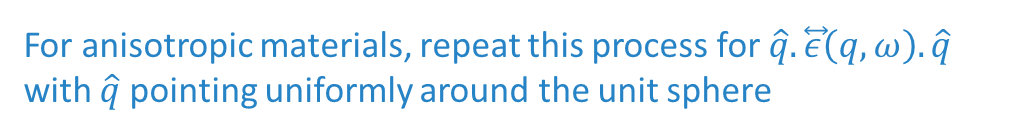 For anisotropic materials, repeat this process for q̂. ϵ⃡(q, ω). q̂
with q̂ pointing uniformly around the unit sphere